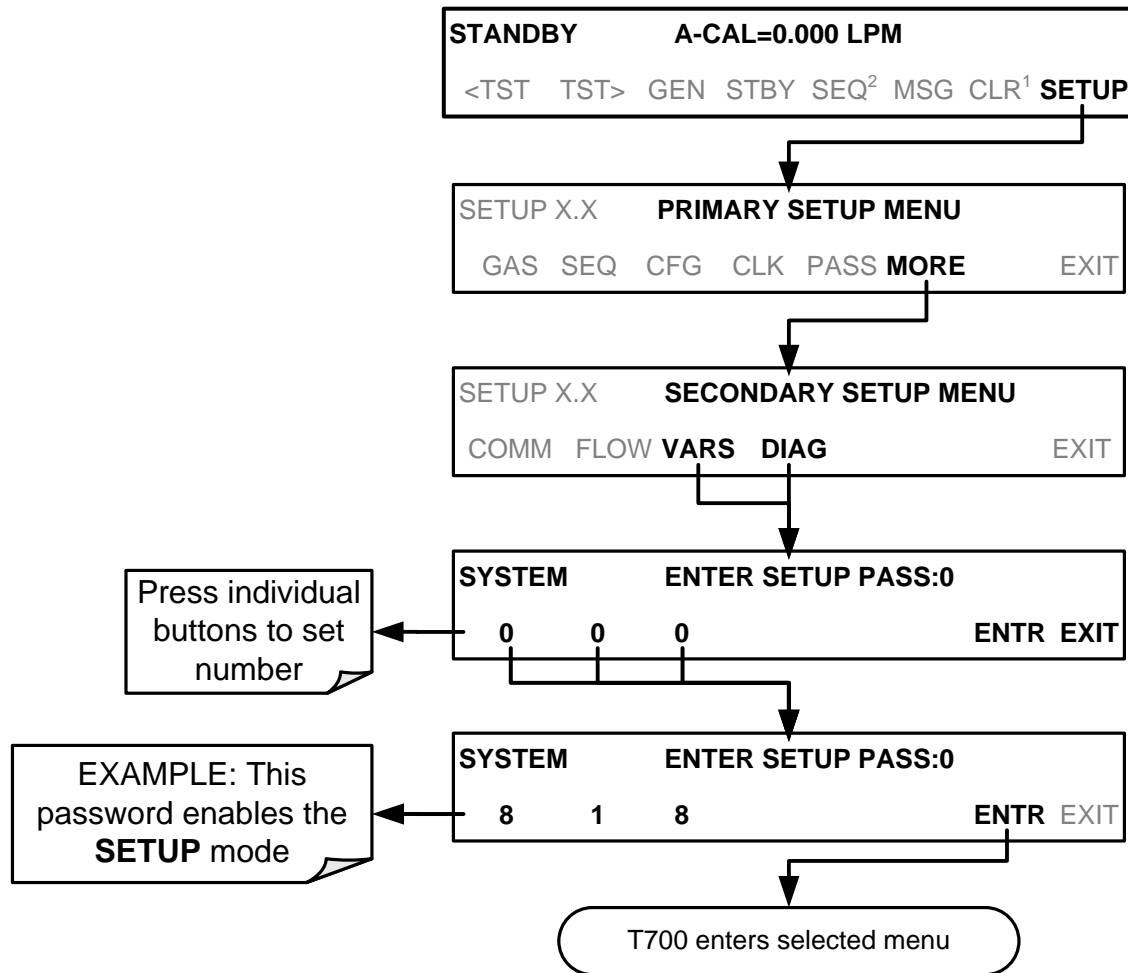 STANDBY A-CAL=0.000 LPM
<TST TST> GEN STBY SEQ² MSG CLR¹ SETUP
SETUP X.X PRIMARY SETUP MENU
GAS SEQ CFG CLK PASS MORE EXIT
SETUP X.X SECONDARY SETUP MENU
COMM FLOW VARS DIAG EXIT
SYSTEM ENTER SETUP PASS:0
0 0 0 ENTR EXIT
Press individual
buttons to set
number
SYSTEM ENTER SETUP PASS:0
8 1 8 ENTR EXIT
EXAMPLE: This
password enables the
SETUP mode
T700 enters selected menu